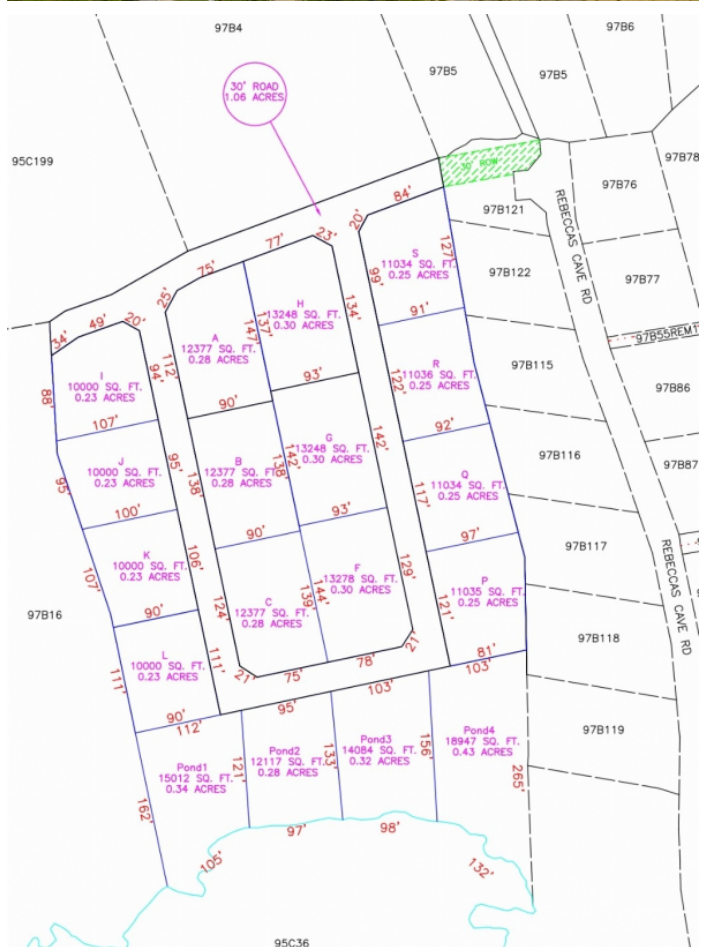 97B4
97B6
97B5
97B5
30' ROAD
1.06 ACRES
95C199
30' ROW
97B78
97B76
97B121
REBECCAS CAVE RD
84'
20'
77'
23'
127'
75'
S
11034 SQ. FT.
0.25 ACRES
97B122
97B77
99'
H
13248 SQ. FT.
0.30 ACRES
134'
25'
137'
147'
A
12377 SQ. FT.
0.28 ACRES
91'
49'
20'
34'
97B55REM1
I
10000 SQ. FT.
0.23 ACRES
94'
112'
R
11036 SQ. FT.
0.25 ACRES
97B115
88'
93'
122'
97B86
90'
107'
92'
G
13248 SQ. FT.
0.30 ACRES
142'
J
10000 SQ. FT.
0.23 ACRES
95'
B
12377 SQ. FT.
0.28 ACRES
138'
142'
138'
97B116
97B87
Q
11034 SQ. FT.
0.25 ACRES
117'
95'
100'
93'
90'
97'
97B117
K
10000 SQ. FT.
0.23 ACRES
106'
107'
F
13278 SQ. FT.
0.30 ACRES
129'
P
11035 SQ. FT.
0.25 ACRES
REBECCAS CAVE RD
97B16
90'
124'
C
12377 SQ. FT.
0.28 ACRES
139'
144'
121'
97B118
L
10000 SQ. FT.
0.23 ACRES
111'
111'
21'
81'
21'
75'
78'
103'
103'
95'
90'
112'
97B119
Pond1
15012 SQ. FT.
0.34 ACRES
121'
Pond2
12117 SQ. FT.
0.28 ACRES
133'
Pond3
14084 SQ. FT.
0.32 ACRES
156'
Pond4
18947 SQ. FT.
0.43 ACRES
265'
162'
97'
98'
105'
132'
95C36